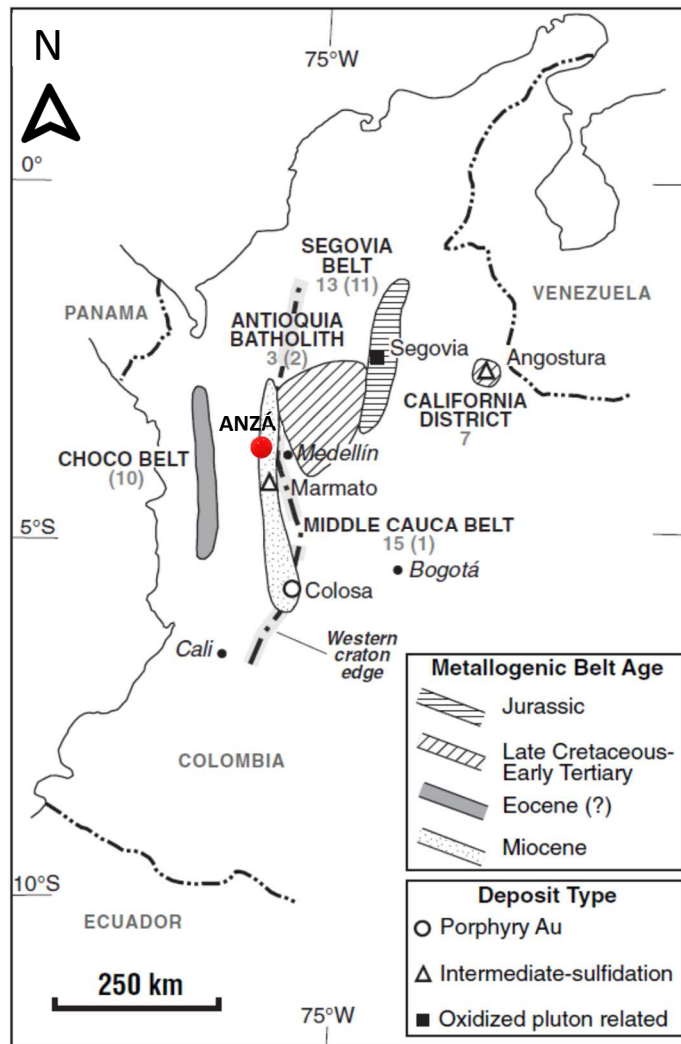 N
75°W
0°
SEGOVIA
BELT
13 (11)
PANAMA
VENEZUELA
ANTIOQUIA
BATHOLITH
3 (2)
Segovia
Angostura
CALIFORNIA
DISTRICT
7
ANZÁ
CHOCO BELT
(10)
Medellín
Marmato
MIDDLE CAUCA BELT
15 (1)
5°S
Bogotá
Colosa
Western
craton
edge
Cali
COLOMBIA
Metallogenic Belt Age
Jurassic
Late Cretaceous-
Early Tertiary
Eocene (?)
Miocene
10°S
ECUADOR
Deposit Type
Porphyry Au
Intermediate-sulfidation
Oxidized pluton related
250 km
75°W